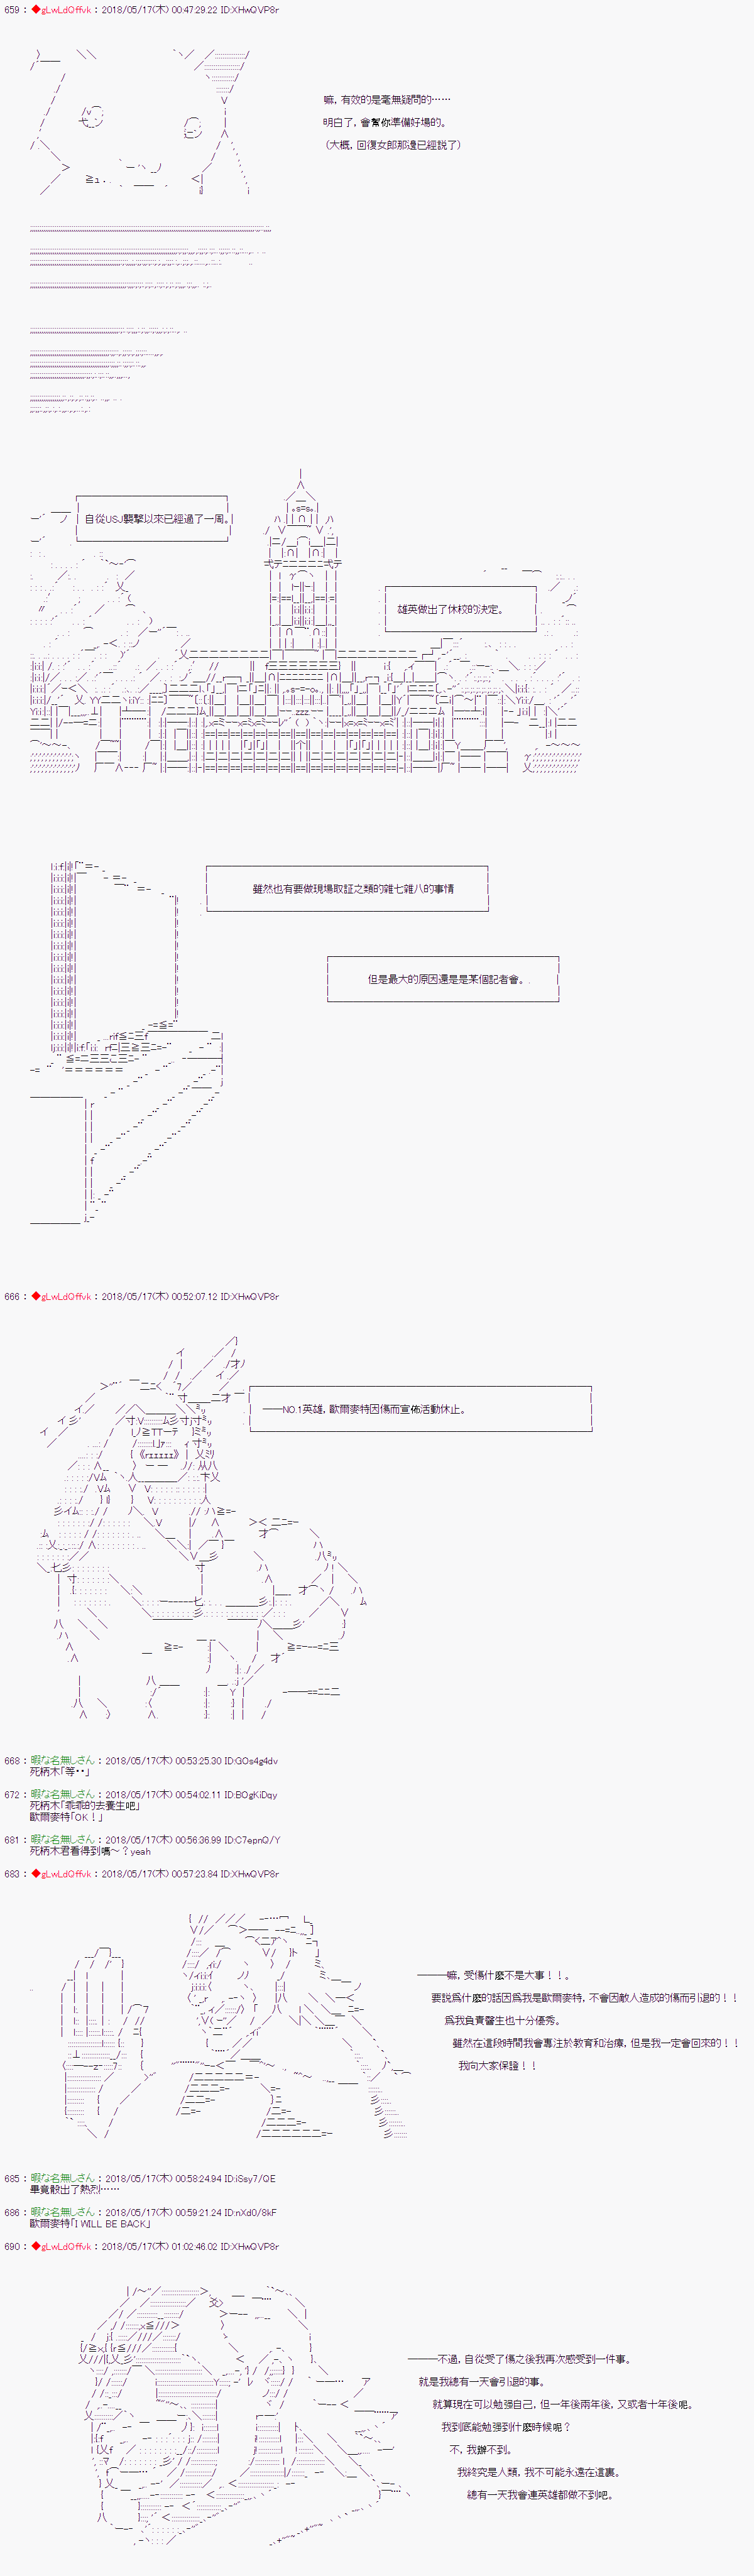 659 : ◆gLwLdQffvk : 2018/05/17(木) 00:47:29.22 ID:XHwQVP8r
嘛，有效的是毫無疑問的……
明白了，會幫你準備好場的。
（大概，回復女郎那邊已經說了）
自從USJ襲擊以來已經過了一周。
雄英做出了休校的決定。
雖然也有要做現場取証之類的雜七雜八的事情
但是最大的原因還是是某個記者會。
666 : ◆gLwLdQffvk : 2018/05/17(木) 00:52:07.12 ID:XHwQVP8r
──NO.1英雄，歐爾麥特因傷而宣佈活動休止。
668 : 暇な名無しさん : 2018/05/17(木) 00:53:25.30 ID:GOs4g4dv
死柄木「等・・」
672 : 暇な名無しさん : 2018/05/17(木) 00:54:02.11 ID:BOgKiDqy
死柄木「乖乖的去養生吧」
歐爾麥特「OK！」
681 : 暇な名無しさん : 2018/05/17(木) 00:56:36.99 ID:C7epnQ/Y
死柄木君看得到嗎～？yeah
683 : ◆gLwLdQffvk : 2018/05/17(木) 00:57:23.84 ID:XHwQVP8r
────嘛，受傷什麼不是大事！！。
要說爲什麼的話因爲我是歐爾麥特，不會因敵人造成的傷而引退的！！
爲我負責醫生也十分優秀。
雖然在這段時間我會專注於教育和治療，但是我一定會回來的！！
我向大家保證！！
685 : 暇な名無しさん : 2018/05/17(木) 00:58:24.94 ID:iSsy7/QE
畢竟骰出了熱烈……
686 : 暇な名無しさん : 2018/05/17(木) 00:59:21.24 ID:nXd0/8kF
歐爾麥特「I WILL BE BACK」
690 : ◆gLwLdQffvk : 2018/05/17(木) 01:02:46.02 ID:XHwQVP8r
────不過，自從受了傷之後我再次感受到一件事。
就是我總有一天會引退的事。
就算現在可以勉强自己，但一年後兩年後，又或者十年後呢。
我到底能勉强到什麼時候呢？
不，我辦不到。
我終究是人類，我不可能永遠在這裏。
總有一天我會連英雄都做不到吧。